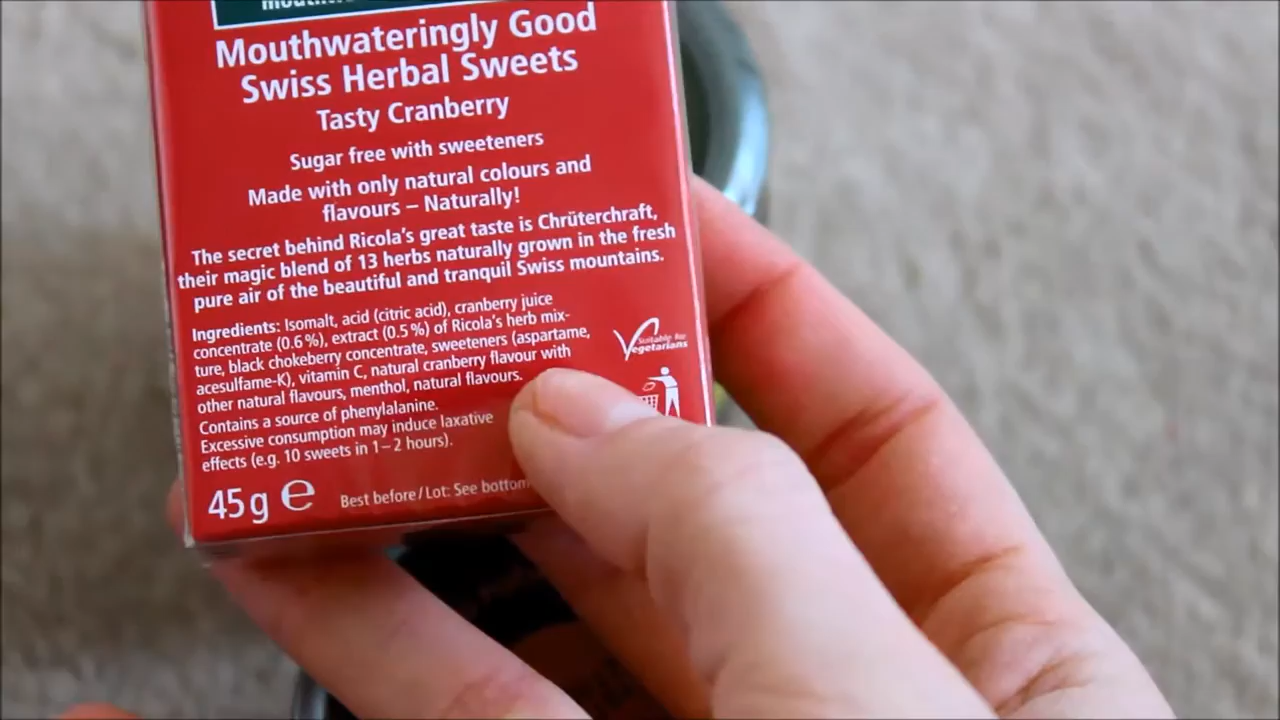 Mouthwateringly Good
Swiss Herbal Sweets
Tasty Cranberry
Sugar free with sweeteners
Made with only natural colours and
flavours – Naturally!
The secret behind Ricola's great taste is Chrüterchraft,
their magic blend of 13 herbs naturally grown in the fresh
pure air of the beautiful and tranquil Swiss mountains.
Ingredients: Isomalt, acid (citric acid), cranberry juice
concentrate (0.6%), extract (0.5%) of Ricola's herb mix-
ture, black chokeberry concentrate, sweeteners (aspartame,
acesulfame-K), vitamin C, natural cranberry flavour with
other natural flavours, menthol, natural flavours.
Contains a source of phenylalanine.
Excessive consumption may induce laxative
effects (e.g. 10 sweets in 1–2 hours).
Suitable for
Vegetarians
45g ℮
Best before/Lot: See bottom